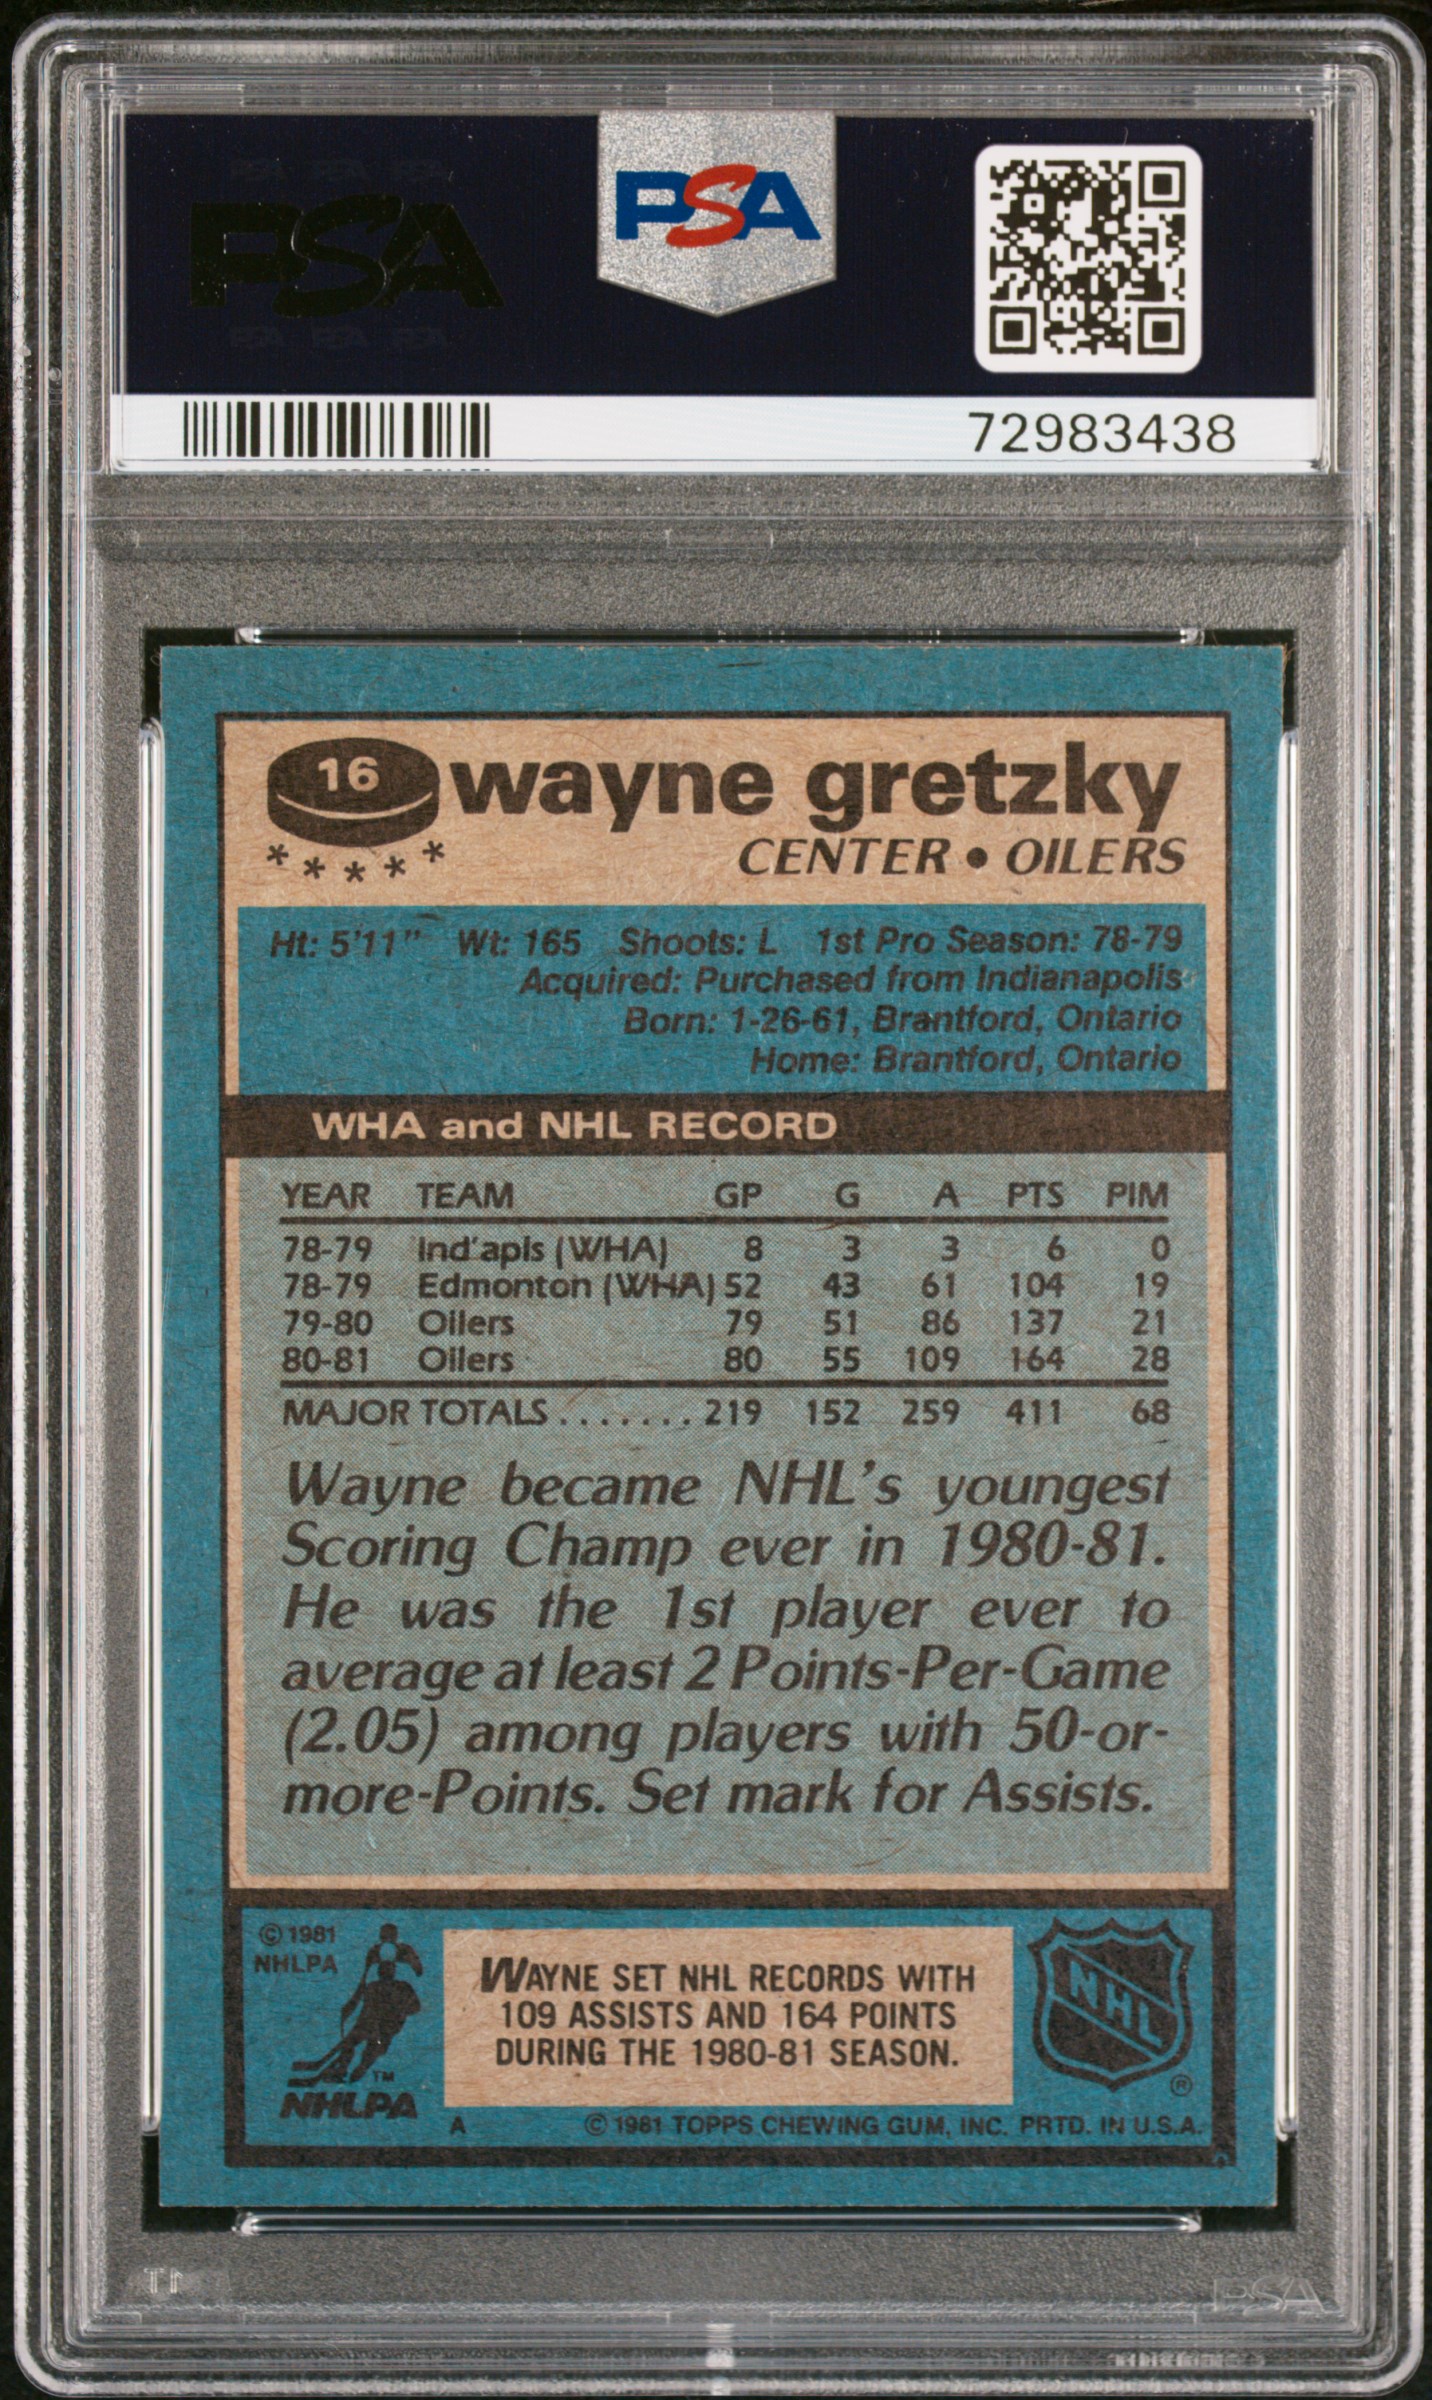 PSA
PSA
72983438
16
wayne gretzky
* * * * *
CENTER • OILERS
Ht: 5'11" Wt: 165 Shoots: L 1st Pro Season: 78-79
Acquired: Purchased from Indianapolis
Born: 1-26-61, Brantford, Ontario
Home: Brantford, Ontario
WHA and NHL RECORD
YEAR TEAM GP G A PTS PIM
78-79 Ind'apls (WHA) 8 3 3 6 0
78-79 Edmonton (WHA) 52 43 61 104 19
79-80 Oilers 79 51 86 137 21
80-81 Oilers 80 55 109 164 28
MAJOR TOTALS ....... 219 152 259 411 68
Wayne became NHL's youngest
Scoring Champ ever in 1980-81.
He was the 1st player ever to
average at least 2 Points-Per-Game
(2.05) among players with 50-or-
more-Points. Set mark for Assists.
© 1981
NHLPA
TM
NHLPA
WAYNE SET NHL RECORDS WITH
109 ASSISTS AND 164 POINTS
DURING THE 1980-81 SEASON.
NHL
®
A © 1981 TOPPS CHEWING GUM, INC. PRTD. IN U.S.A.
PSA